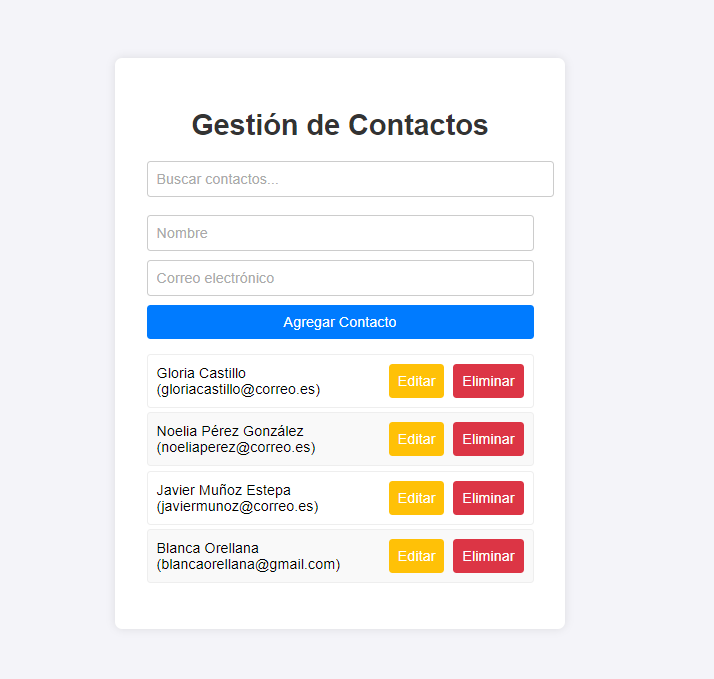 Gestión de Contactos
Buscar contactos...
Nombre
Correo electrónico
Agregar Contacto
Gloria Castillo
(gloriacastillo@correo.es)
Editar
Eliminar
Noelia Pérez González
(noeliaperez@correo.es)
Editar
Eliminar
Javier Muñoz Estepa
(javiermunoz@correo.es)
Editar
Eliminar
Blanca Orellana
(blancaorellana@gmail.com)
Editar
Eliminar